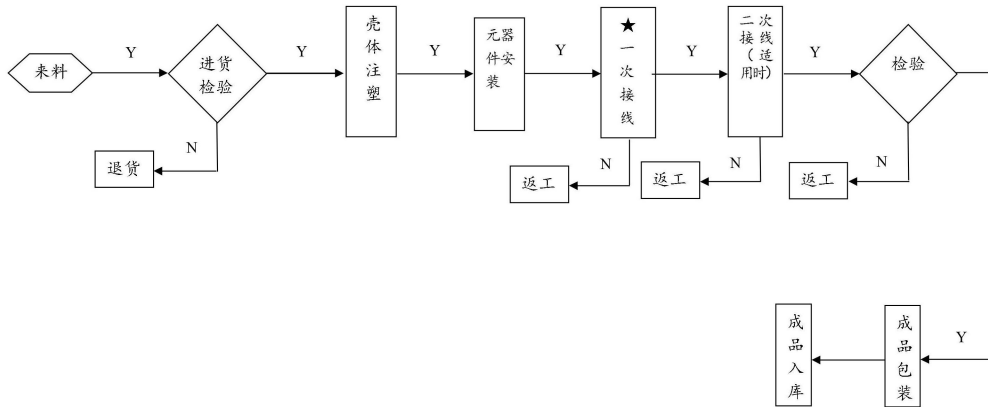 来料
Y
进货
检验
Y
壳体注塑
Y
元器
件安
装
Y
★一次接线
Y
二次
接线
（适
用时）
Y
检验
N
退货
N
返工
N
返工
N
返工
成品入库
成品包装
Y